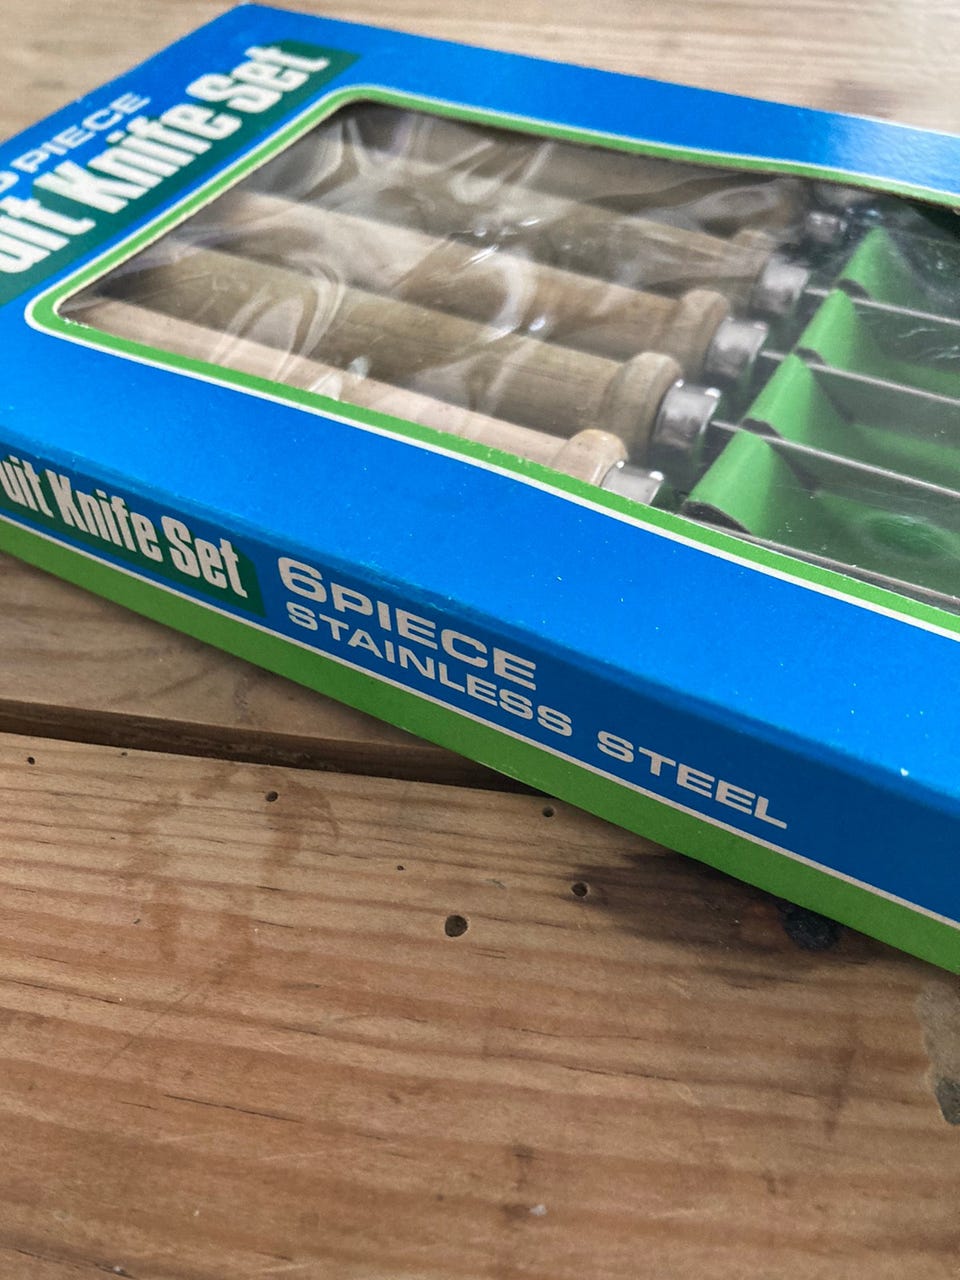 PIECE
uit Knife Set
uit Knife Set
6PIECE
STAINLESS STEEL